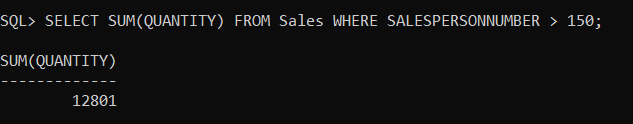 SQL> SELECT SUM(QUANTITY) FROM Sales WHERE SALESPERSONNUMBER > 150;
SUM(QUANTITY)
-------------
12801